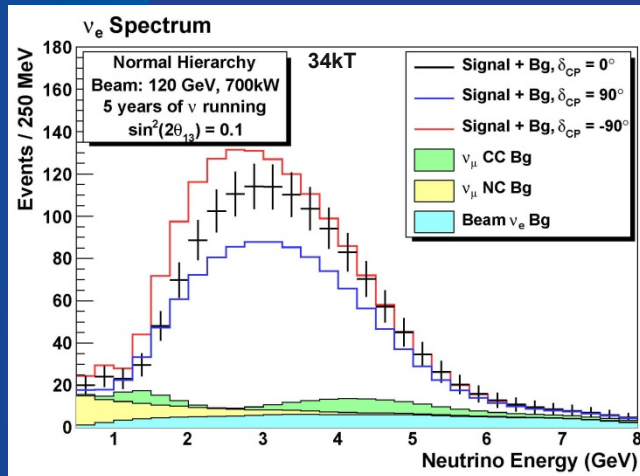 νe Spectrum
Events / 250 MeV
180
160
140
120
100
80
60
40
20
0
Normal Hierarchy
Beam: 120 GeV, 700kW
5 years of ν running
sin²(2θ₁₃) = 0.1
34kT
Signal + Bg, δCP = 0°
Signal + Bg, δCP = 90°
Signal + Bg, δCP = -90°
νμ CC Bg
νμ NC Bg
Beam νe Bg
1 2 3 4 5 6 7 8
Neutrino Energy (GeV)